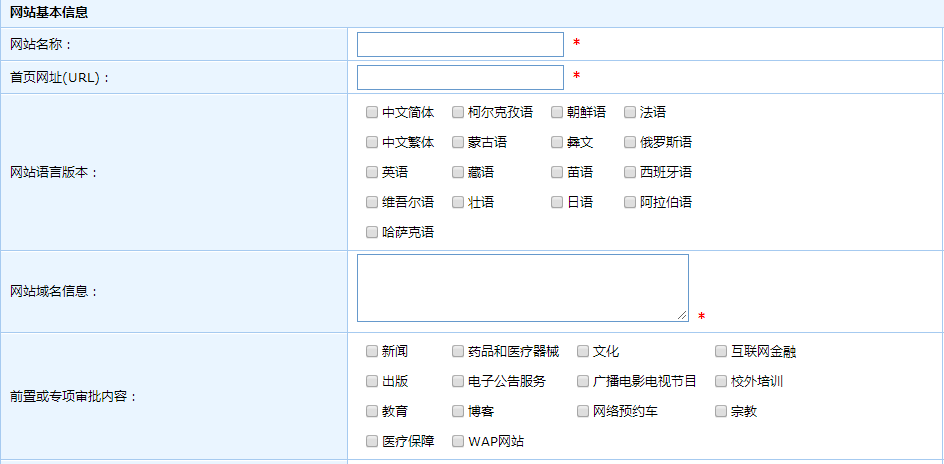 网站基本信息
网站名称：
*
首页网址(URL)：
*
网站语言版本：
中文简体 柯尔克孜语 朝鲜语 法语
中文繁体 蒙古语 彝文 俄罗斯语
英语 藏语 苗语 西班牙语
维吾尔语 壮语 日语 阿拉伯语
哈萨克语
网站域名信息：
*
前置或专项审批内容：
新闻 药品和医疗器械 文化 互联网金融
出版 电子公告服务 广播电影电视节目 校外培训
教育 博客 网络预约车 宗教
医疗保障 WAP网站